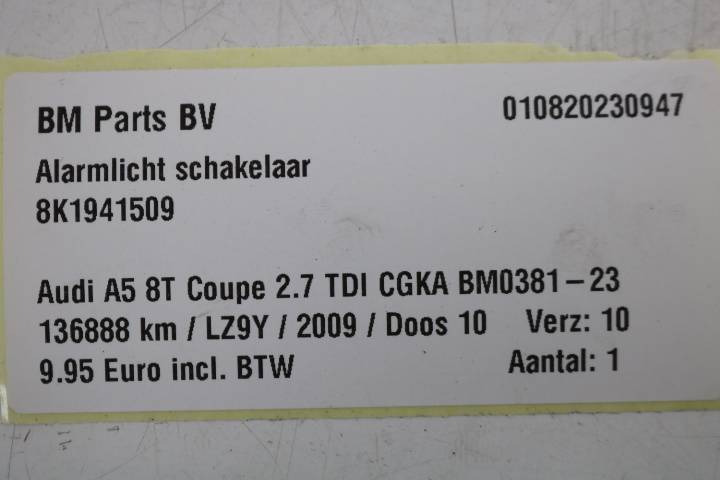 BM Parts BV 010820230947
Alarmlicht schakelaar
8K1941509
Audi A5 8T Coupe 2.7 TDI CGKA BM0381-23
136888 km / LZ9Y / 2009 / Doos 10 Verz: 10
9.95 Euro incl. BTW Aantal: 1